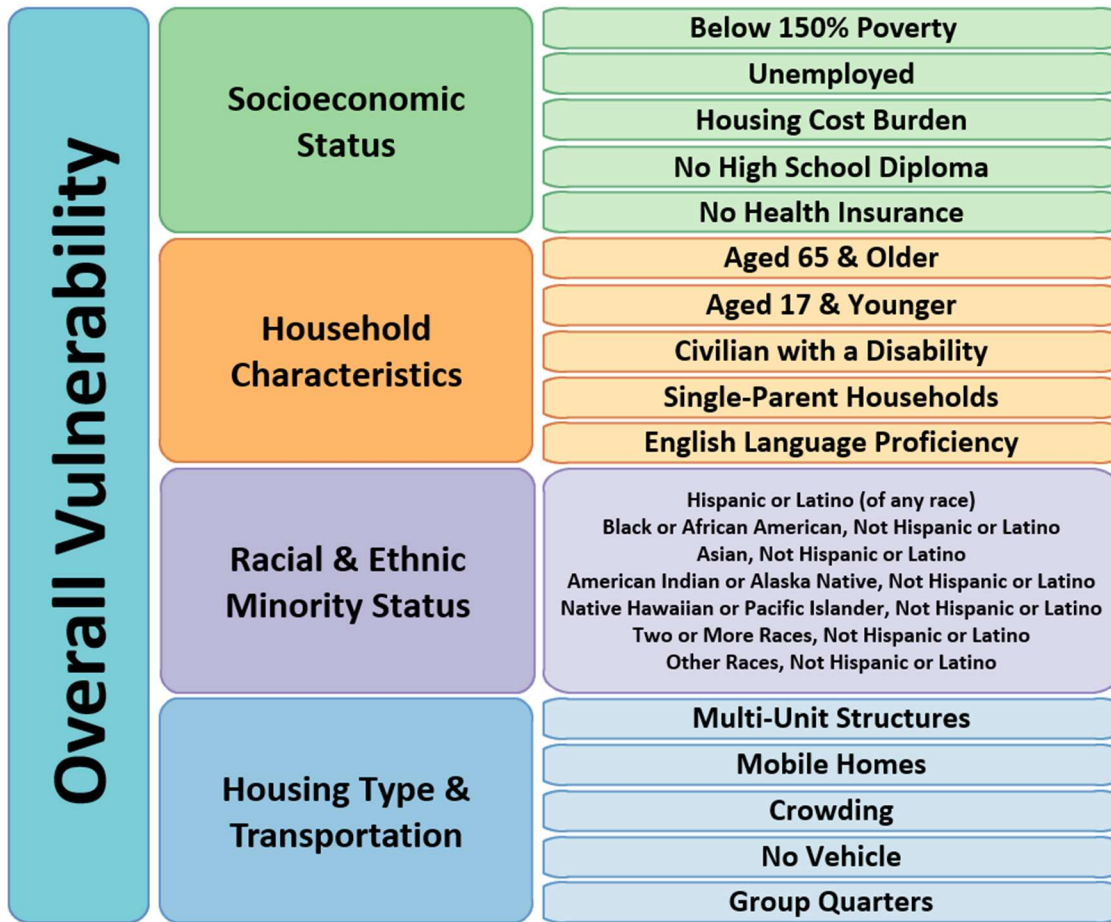 Overall Vulnerability
Socioeconomic
Status
Below 150% Poverty
Unemployed
Housing Cost Burden
No High School Diploma
No Health Insurance
Household
Characteristics
Aged 65 & Older
Aged 17 & Younger
Civilian with a Disability
Single-Parent Households
English Language Proficiency
Racial & Ethnic
Minority Status
Hispanic or Latino (of any race)
Black or African American, Not Hispanic or Latino
Asian, Not Hispanic or Latino
American Indian or Alaska Native, Not Hispanic or Latino
Native Hawaiian or Pacific Islander, Not Hispanic or Latino
Two or More Races, Not Hispanic or Latino
Other Races, Not Hispanic or Latino
Housing Type &
Transportation
Multi-Unit Structures
Mobile Homes
Crowding
No Vehicle
Group Quarters